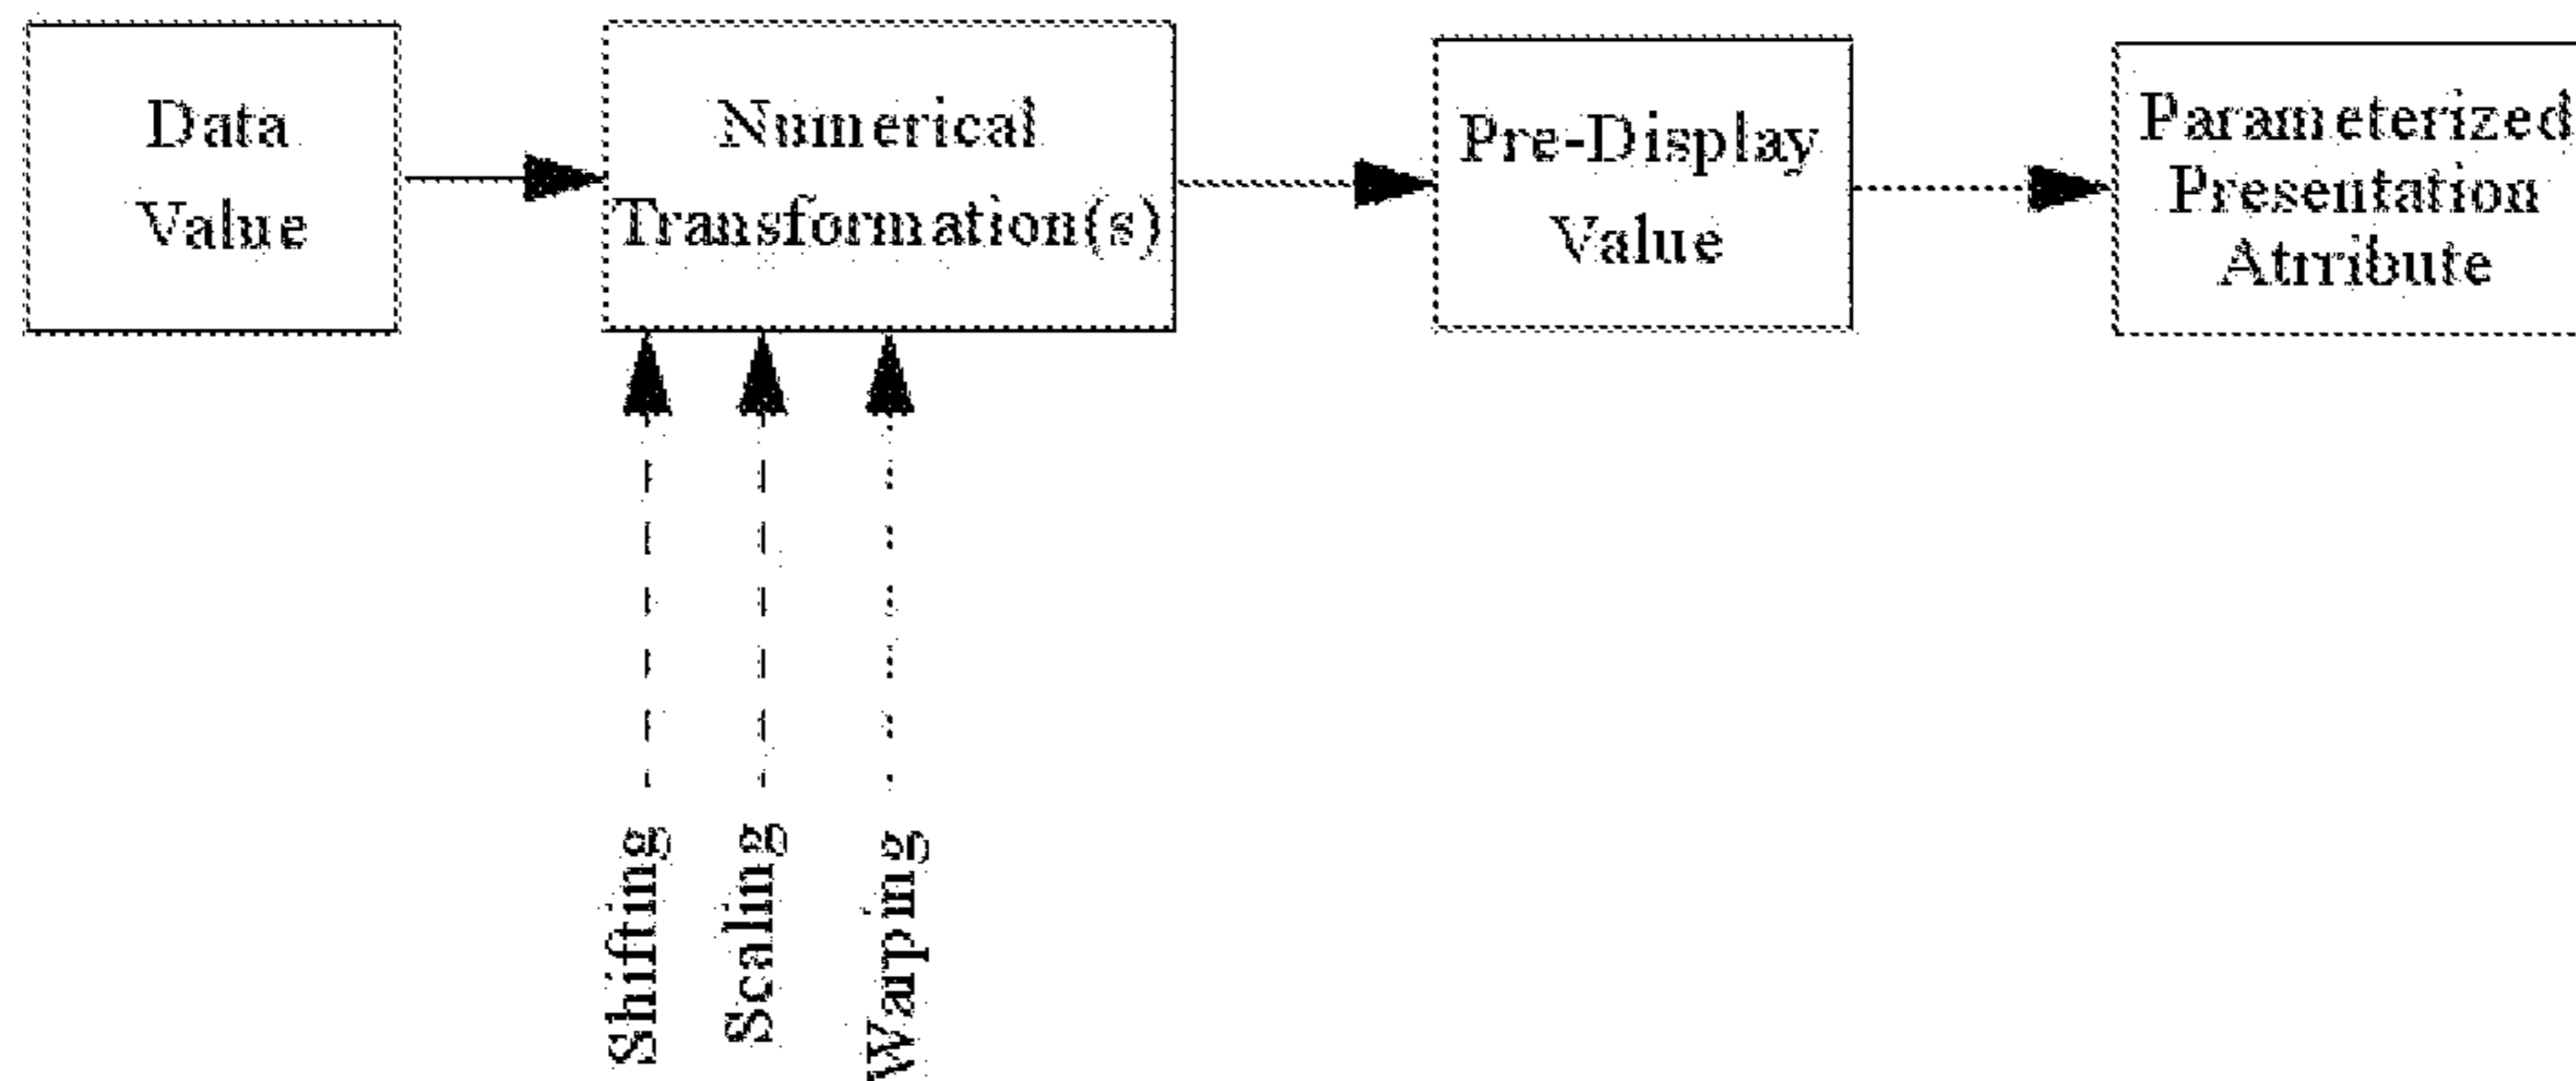 Data
Value
Numerical
Transformation(s)
Pre-Display
Value
Parameterized
Presentation
Atrribute
Shifting
Scaling
Warping